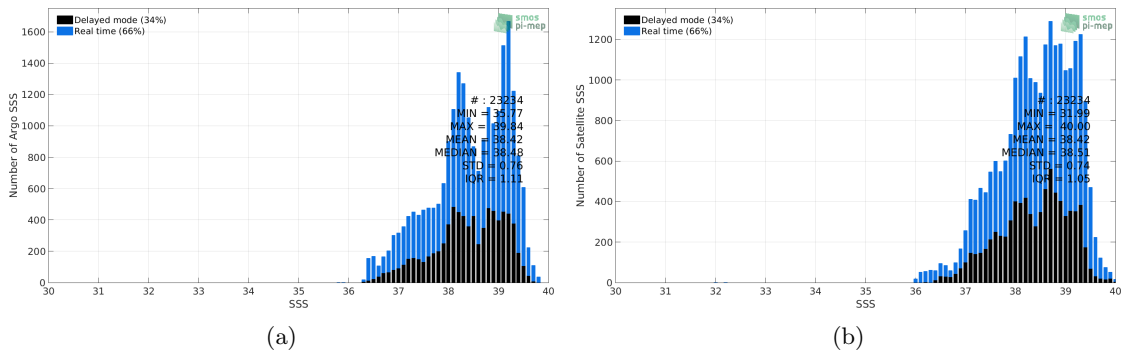 Delayed mode (34%)
Real time (66%)
smos
pi-mep
Number of Argo SSS
1600
1400
1200
1000
800
600
400
200
0
# : 23234
MIN = 35.77
MAX = 39.84
MEAN = 38.42
MEDIAN = 38.48
STD = 0.76
IQR = 1.11
30 31 32 33 34 35 36 37 38 39 40
SSS
(a)
Delayed mode (34%)
Real time (66%)
smos
pi-mep
Number of Satellite SSS
1200
1000
800
600
400
200
0
# : 23234
MIN = 31.99
MAX = 40.00
MEAN = 38.42
MEDIAN = 38.51
STD = 0.74
IQR = 1.05
30 31 32 33 34 35 36 37 38 39 40
SSS
(b)